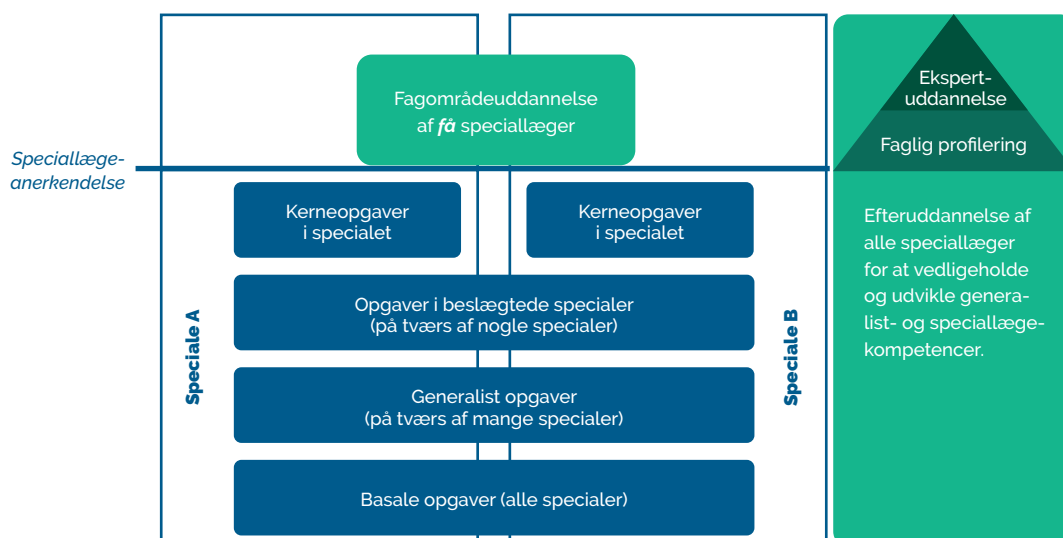 Fagområdeuddannelse
af få speciallæger
Ekspert-
uddannelse
Faglig profilering
Speciallæge-
anerkendelse
Kerneopgaver
i specialet
Kerneopgaver
i specialet
Opgaver i beslægtede specialer
(på tværs af nogle specialer)
Generalist opgaver
(på tværs af mange specialer)
Basale opgaver (alle specialer)
Speciale A
Speciale B
Efteruddannelse af
alle speciallæger
for at vedligeholde
og udvikle genera-
list- og speciallæge-
kompetencer.